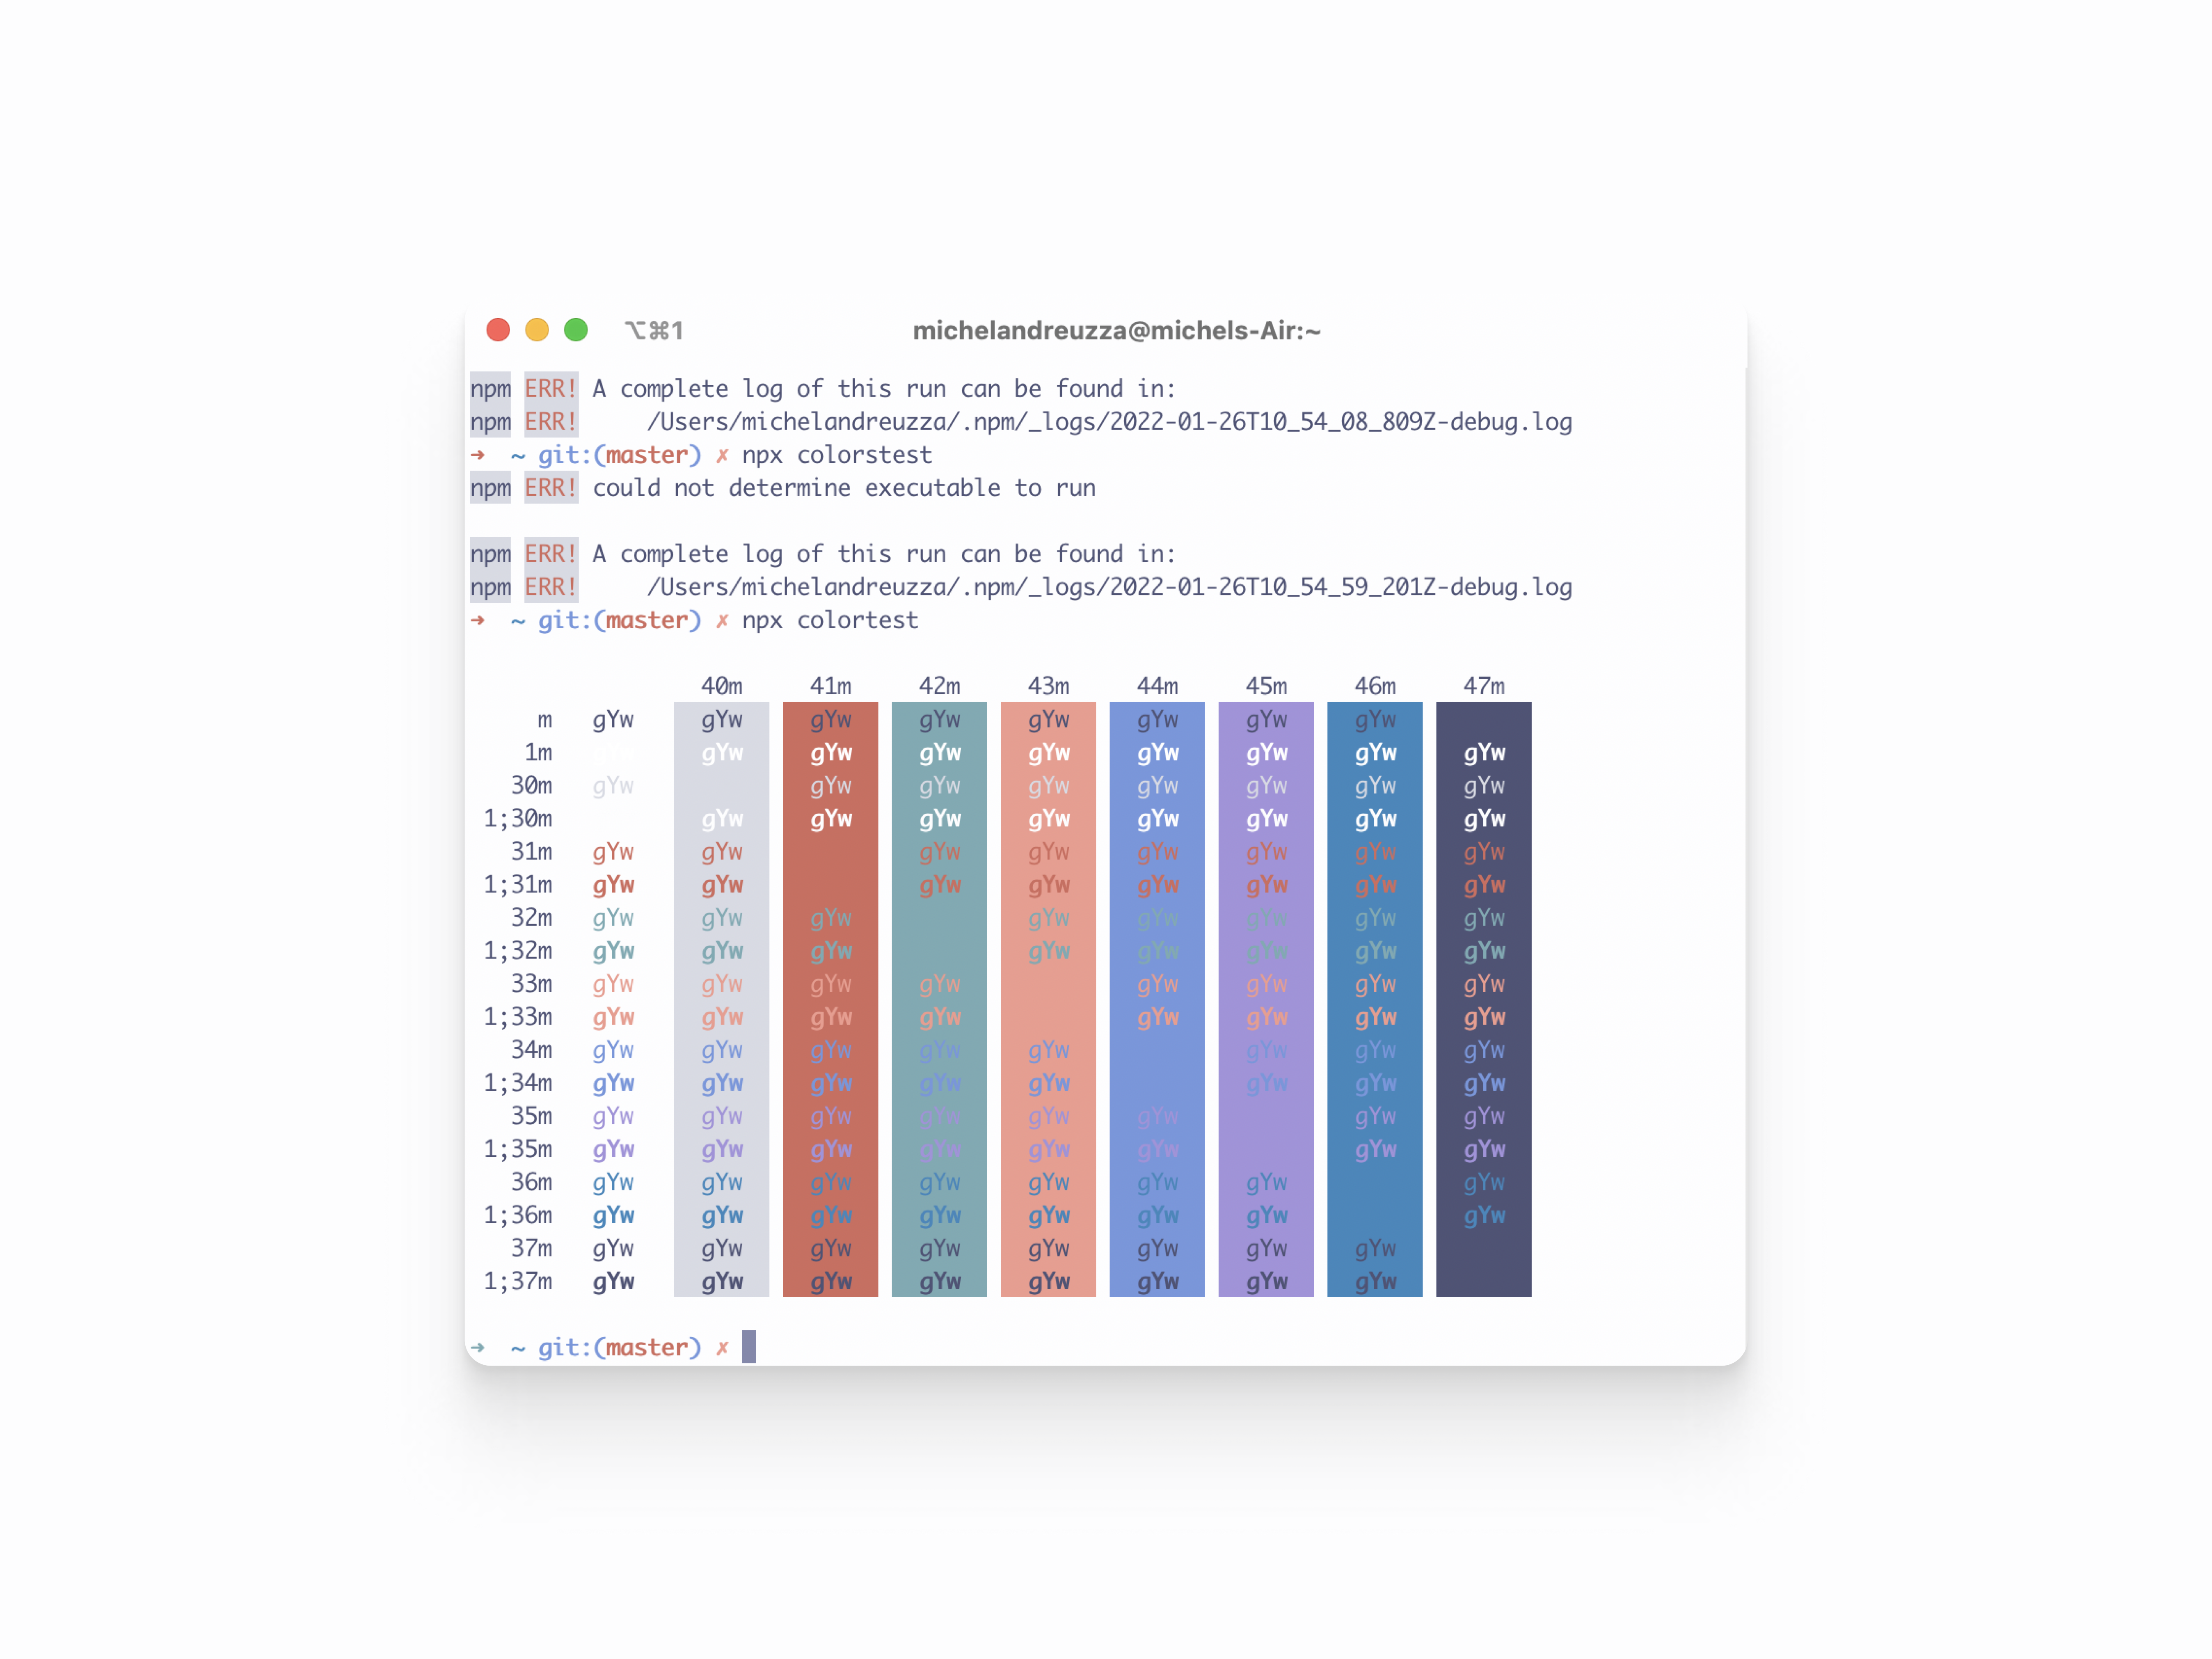 ⌥⌘1 michelandreuzza@michels-Air:~
npm ERR! A complete log of this run can be found in:
npm ERR!     /Users/michelandreuzza/.npm/_logs/2022-01-26T10_54_08_809Z-debug.log
➜  ~ git:(master) ✗ npx colorstest
npm ERR! could not determine executable to run
npm ERR! A complete log of this run can be found in:
npm ERR!     /Users/michelandreuzza/.npm/_logs/2022-01-26T10_54_59_201Z-debug.log
➜  ~ git:(master) ✗ npx colortest
40m 41m 42m 43m 44m 45m 46m 47m
m gYw gYw gYw gYw gYw gYw gYw gYw
1m gYw gYw gYw gYw gYw gYw gYw gYw
30m gYw gYw gYw gYw gYw gYw gYw gYw
1;30m gYw gYw gYw gYw gYw gYw gYw gYw
31m gYw gYw gYw gYw gYw gYw gYw gYw
1;31m gYw gYw gYw gYw gYw gYw gYw gYw
32m gYw gYw gYw gYw gYw gYw gYw gYw
1;32m gYw gYw gYw gYw gYw gYw gYw gYw
33m gYw gYw gYw gYw gYw gYw gYw gYw
1;33m gYw gYw gYw gYw gYw gYw gYw gYw
34m gYw gYw gYw gYw gYw gYw gYw gYw
1;34m gYw gYw gYw gYw gYw gYw gYw gYw
35m gYw gYw gYw gYw gYw gYw gYw gYw
1;35m gYw gYw gYw gYw gYw gYw gYw gYw
36m gYw gYw gYw gYw gYw gYw gYw gYw
1;36m gYw gYw gYw gYw gYw gYw gYw gYw
37m gYw gYw gYw gYw gYw gYw gYw gYw
1;37m gYw gYw gYw gYw gYw gYw gYw gYw
➜  ~ git:(master) ✗